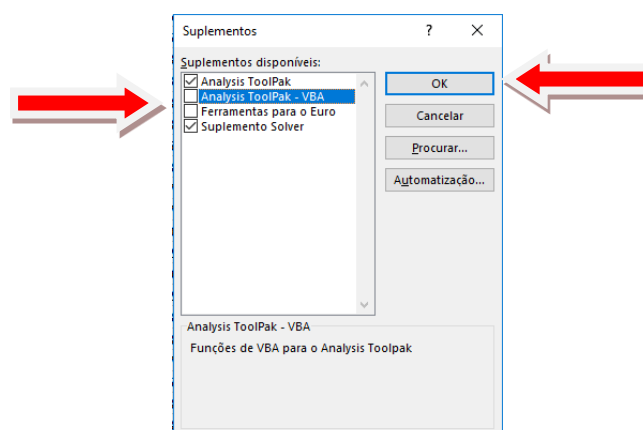 Suplementos ?
Suplementos disponíveis:
Analysis ToolPak
Analysis ToolPak - VBA
Ferramentas para o Euro
Suplemento Solver
OK
Cancelar
Procurar...
Automatização...
Analysis ToolPak - VBA
Funções de VBA para o Analysis Toolpak